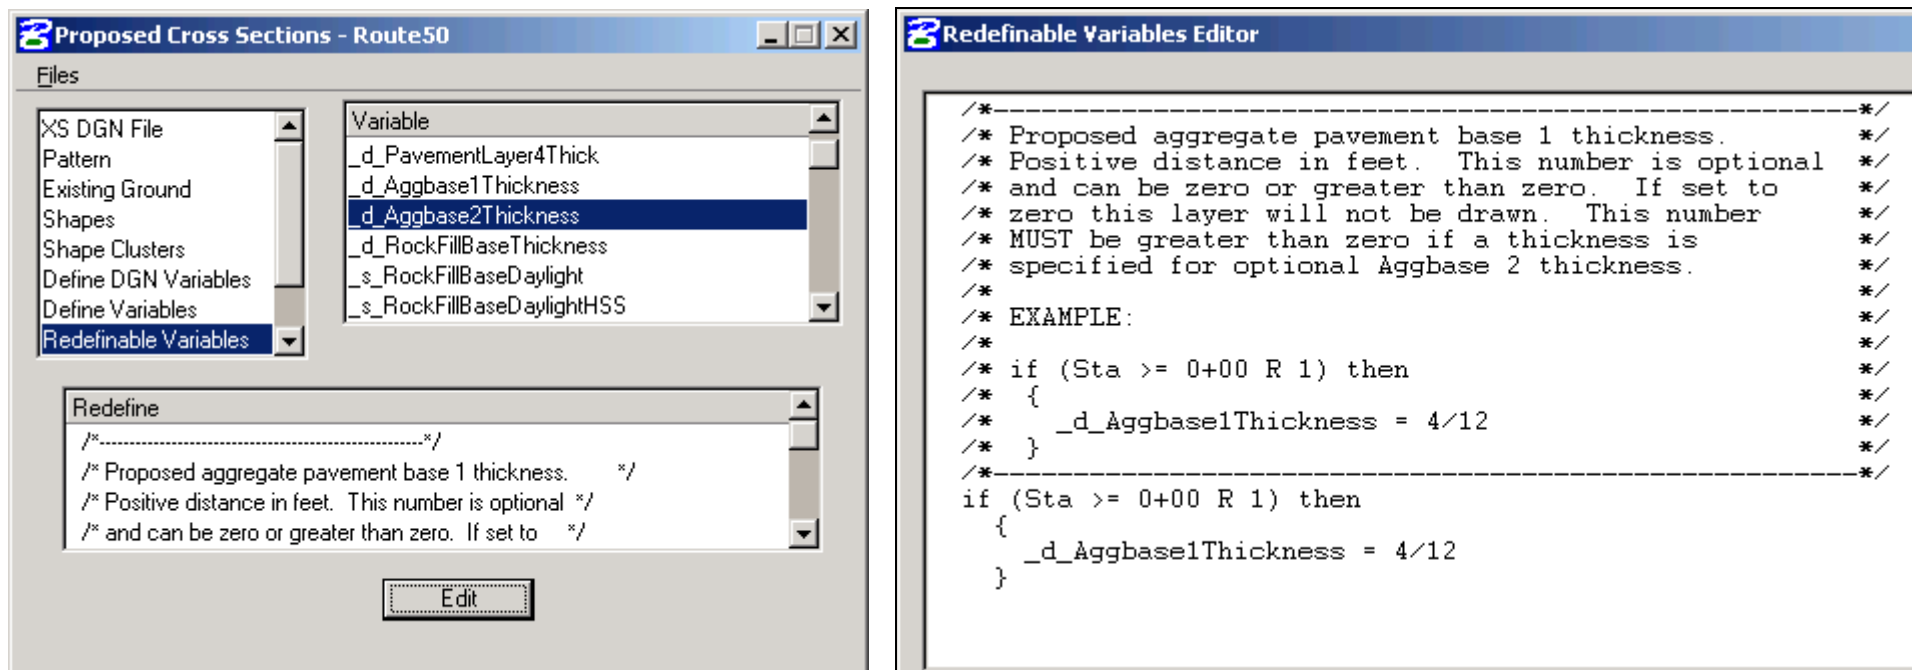 Proposed Cross Sections - Route50
Files
XS DGN File
Pattern
Existing Ground
Shapes
Shape Clusters
Define DGN Variables
Define Variables
Redefinable Variables
Variable
_d_PavementLayer4Thick
_d_Aggbase1Thickness
_d_Aggbase2Thickness
_d_RockFillBaseThickness
_s_RockFillBaseDaylight
_s_RockFillBaseDaylightHSS
Redefine
/*------------------------------------------------------*/
/* Proposed aggregate pavement base 1 thickness. */
/* Positive distance in feet. This number is optional */
/* and can be zero or greater than zero. If set to */
Edit
Redefinable Variables Editor
/*--------------------------------------------------------*/
/* Proposed aggregate pavement base 1 thickness. */
/* Positive distance in feet. This number is optional */
/* and can be zero or greater than zero. If set to */
/* zero this layer will not be drawn. This number */
/* MUST be greater than zero if a thickness is */
/* specified for optional Aggbase 2 thickness. */
/* */
/* EXAMPLE: */
/* */
/* if (Sta >= 0+00 R 1) then */
/* { */
/* _d_Aggbase1Thickness = 4/12 */
/* } */
/*--------------------------------------------------------*/
if (Sta >= 0+00 R 1) then
{
_d_Aggbase1Thickness = 4/12
}